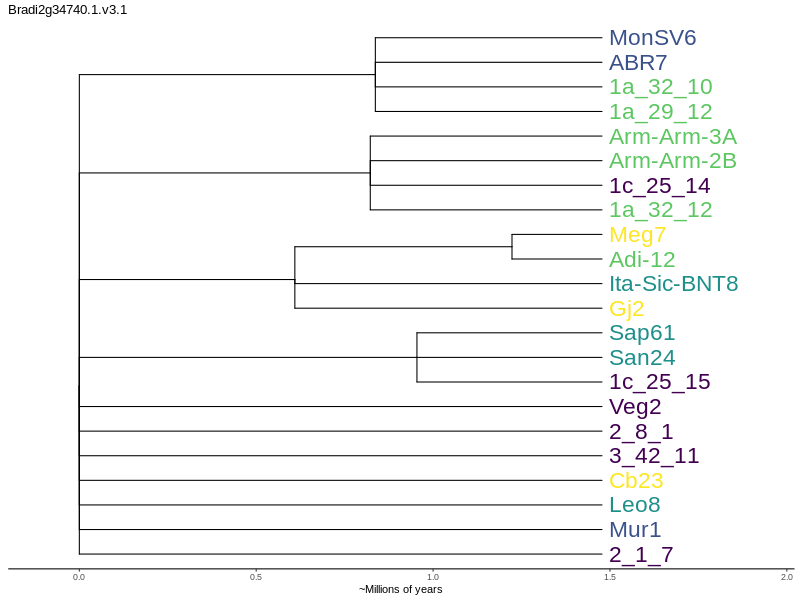 Bradi2g34740.1.v3.1
MonSV6
ABR7
1a_32_10
1a_29_12
Arm-Arm-3A
Arm-Arm-2B
1c_25_14
1a_32_12
Meg7
Adi-12
Ita-Sic-BNT8
Gj2
Sap61
San24
1c_25_15
Veg2
2_8_1
3_42_11
Cb23
Leo8
Mur1
2_1_7
0.0 0.5 1.0 1.5 2.0
~Millions of years